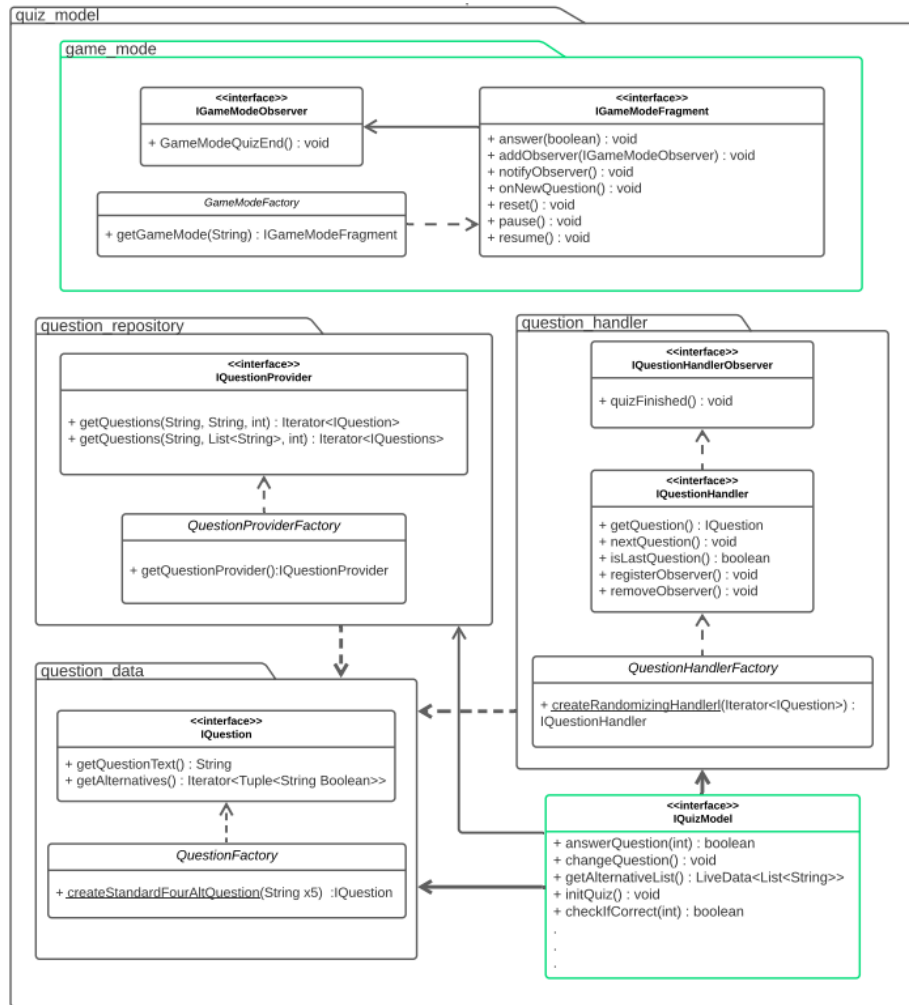 quiz_model
game_mode
<<interface>>
IGameModeObserver
+ GameModeQuizEnd() : void
<<interface>>
IGameModeFragment
+ answer(boolean) : void
+ addObserver(IGameModeObserver) : void
+ notifyObserver() : void
+ onNewQuestion() : void
+ reset() : void
+ pause() : void
+ resume() : void
GameModeFactory
+ getGameMode(String) : IGameModeFragment
question_repository
<<interface>>
IQuestionProvider
+ getQuestions(String, String, int) : Iterator<IQuestion>
+ getQuestions(String, List<String>, int) : Iterator<IQuestions>
QuestionProviderFactory
+ getQuestionProvider():IQuestionProvider
question_handler
<<interface>>
IQuestionHandlerObserver
+ quizFinished() : void
<<interface>>
IQuestionHandler
+ getQuestion() : IQuestion
+ nextQuestion() : void
+ isLastQuestion() : boolean
+ registerObserver() : void
+ removeObserver() : void
QuestionHandlerFactory
+ createRandomizingHandlerl(Iterator<IQuestion>) :
IQuestionHandler
question_data
<<interface>>
IQuestion
+ getQuestionText() : String
+ getAlternatives() : Iterator<Tuple<String Boolean>>
QuestionFactory
+ createStandardFourAltQuestion(String x5) :IQuestion
<<interface>>
IQuizModel
+ answerQuestion(int) : boolean
+ changeQuestion() : void
+ getAlternativeList() : LiveData<List<String>>
+ initQuiz() : void
+ checkIfCorrect(int) : boolean
.
.
.